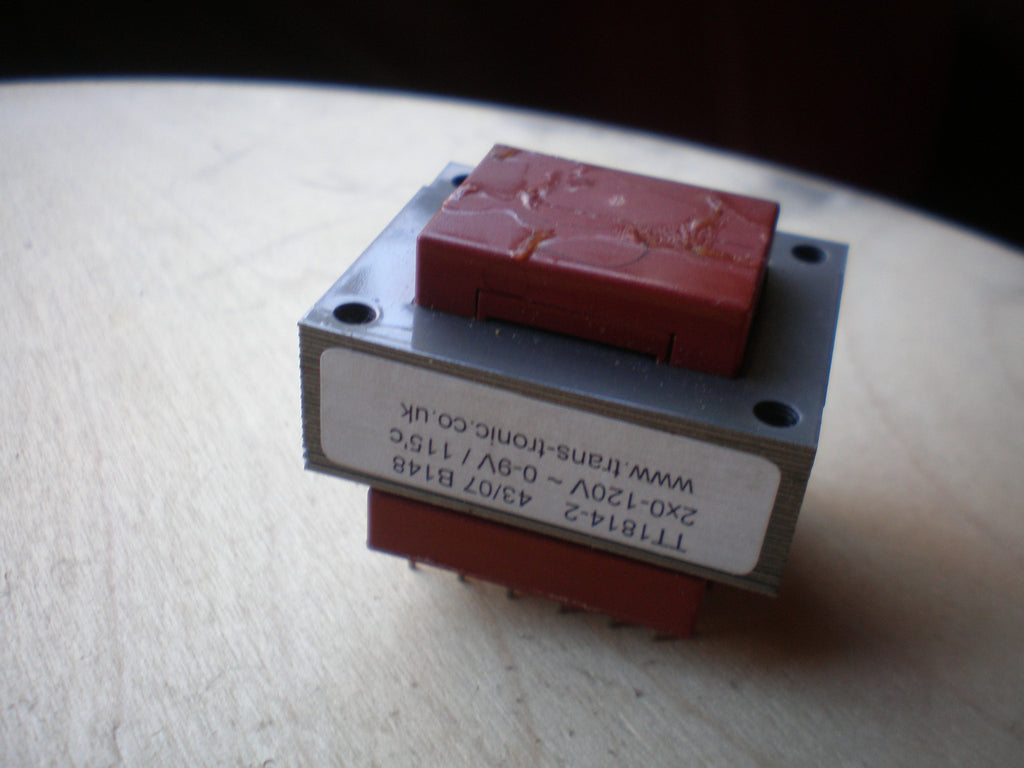 TT1814-2 43/07 B148
2x0-120V ~ 0-9V / 115'c
www.trans-tronic.co.uk